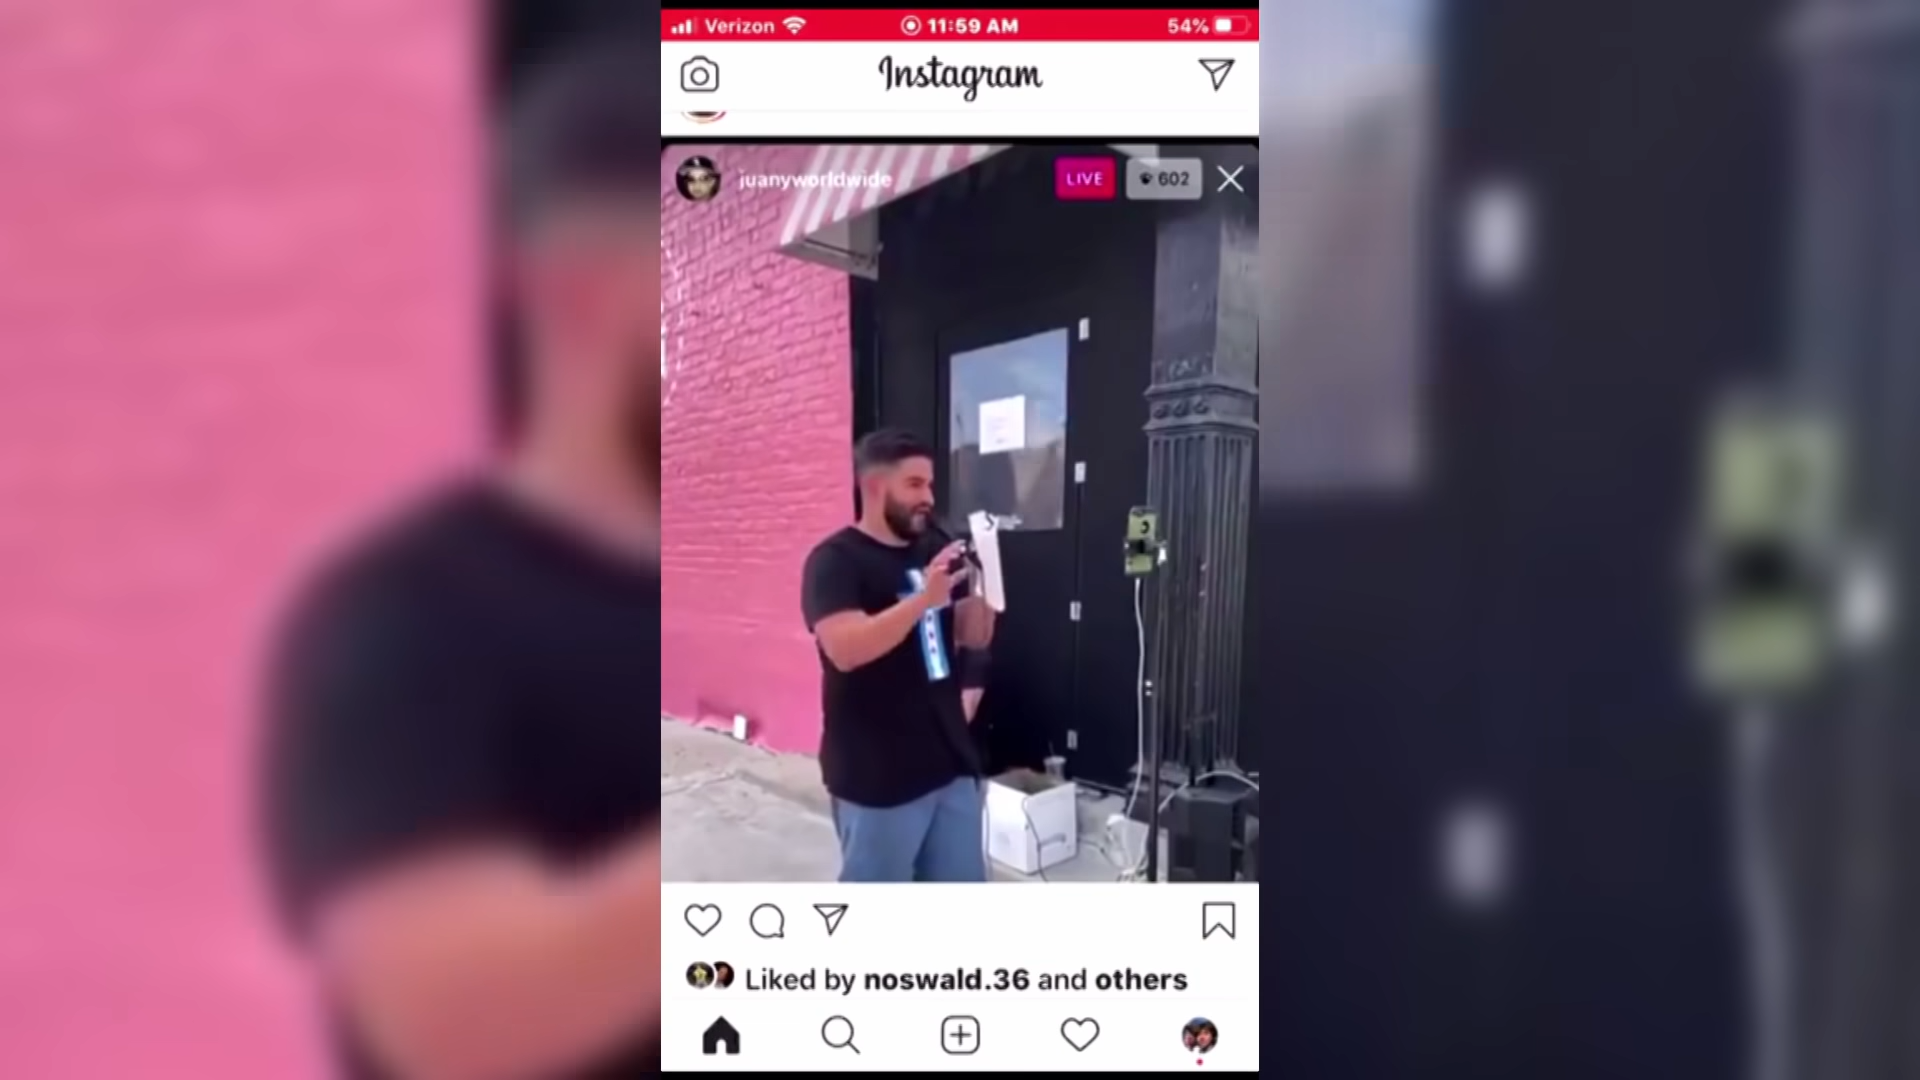 Verizon 11:59 AM 54%
Instagram
juanyworldwide LIVE 602
Liked by noswald.36 and others